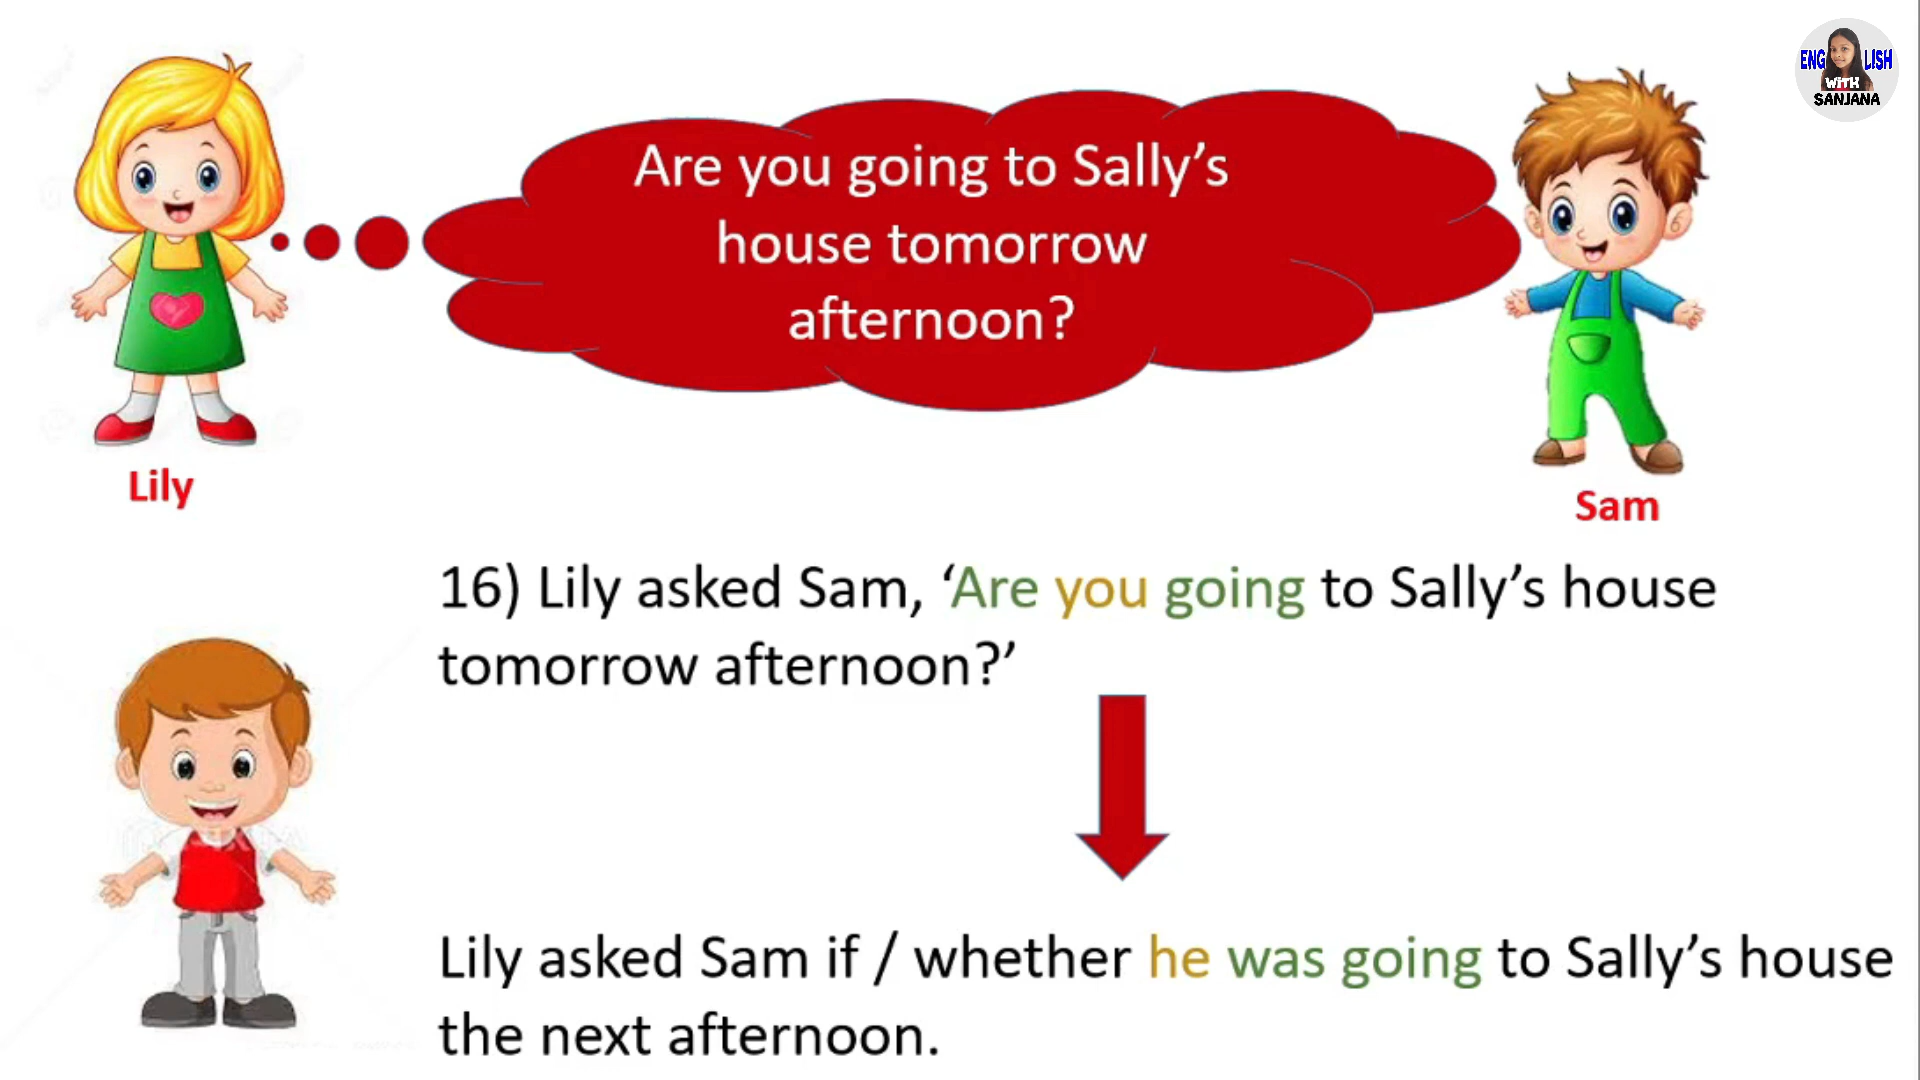 ENG LISH
WITH
SANJANA
Are you going to Sally’s
house tomorrow
afternoon?
Lily
Sam
16) Lily asked Sam, ‘Are you going to Sally’s house
tomorrow afternoon?’
Lily asked Sam if / whether he was going to Sally’s house
the next afternoon.